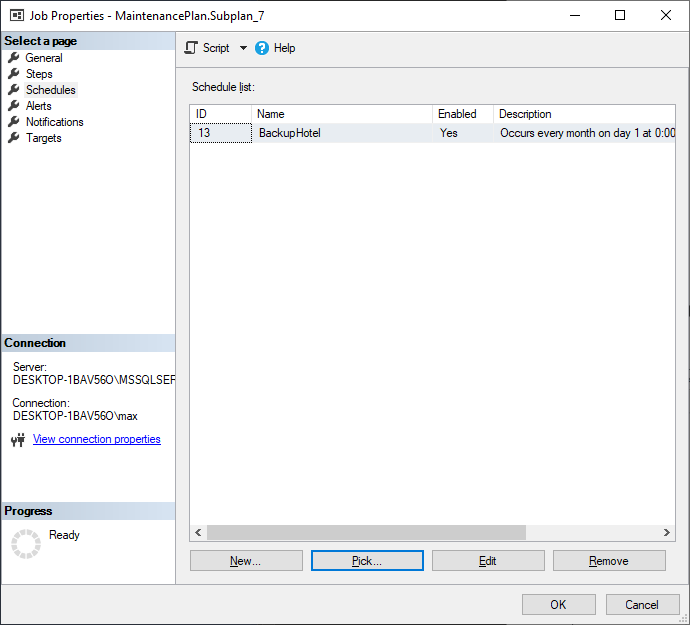 Job Properties - MaintenancePlan.Subplan_7
Select a page
General
Steps
Schedules
Alerts
Notifications
Targets
Script
Help
Schedule list:
ID Name Enabled Description
13 BackupHotel Yes Occurs every month on day 1 at 0:00
Connection
Server:
DESKTOP-1BAV56O\MSSQLSER
Connection:
DESKTOP-1BAV56O\max
View connection properties
Progress
Ready
New... Pick... Edit Remove
OK Cancel